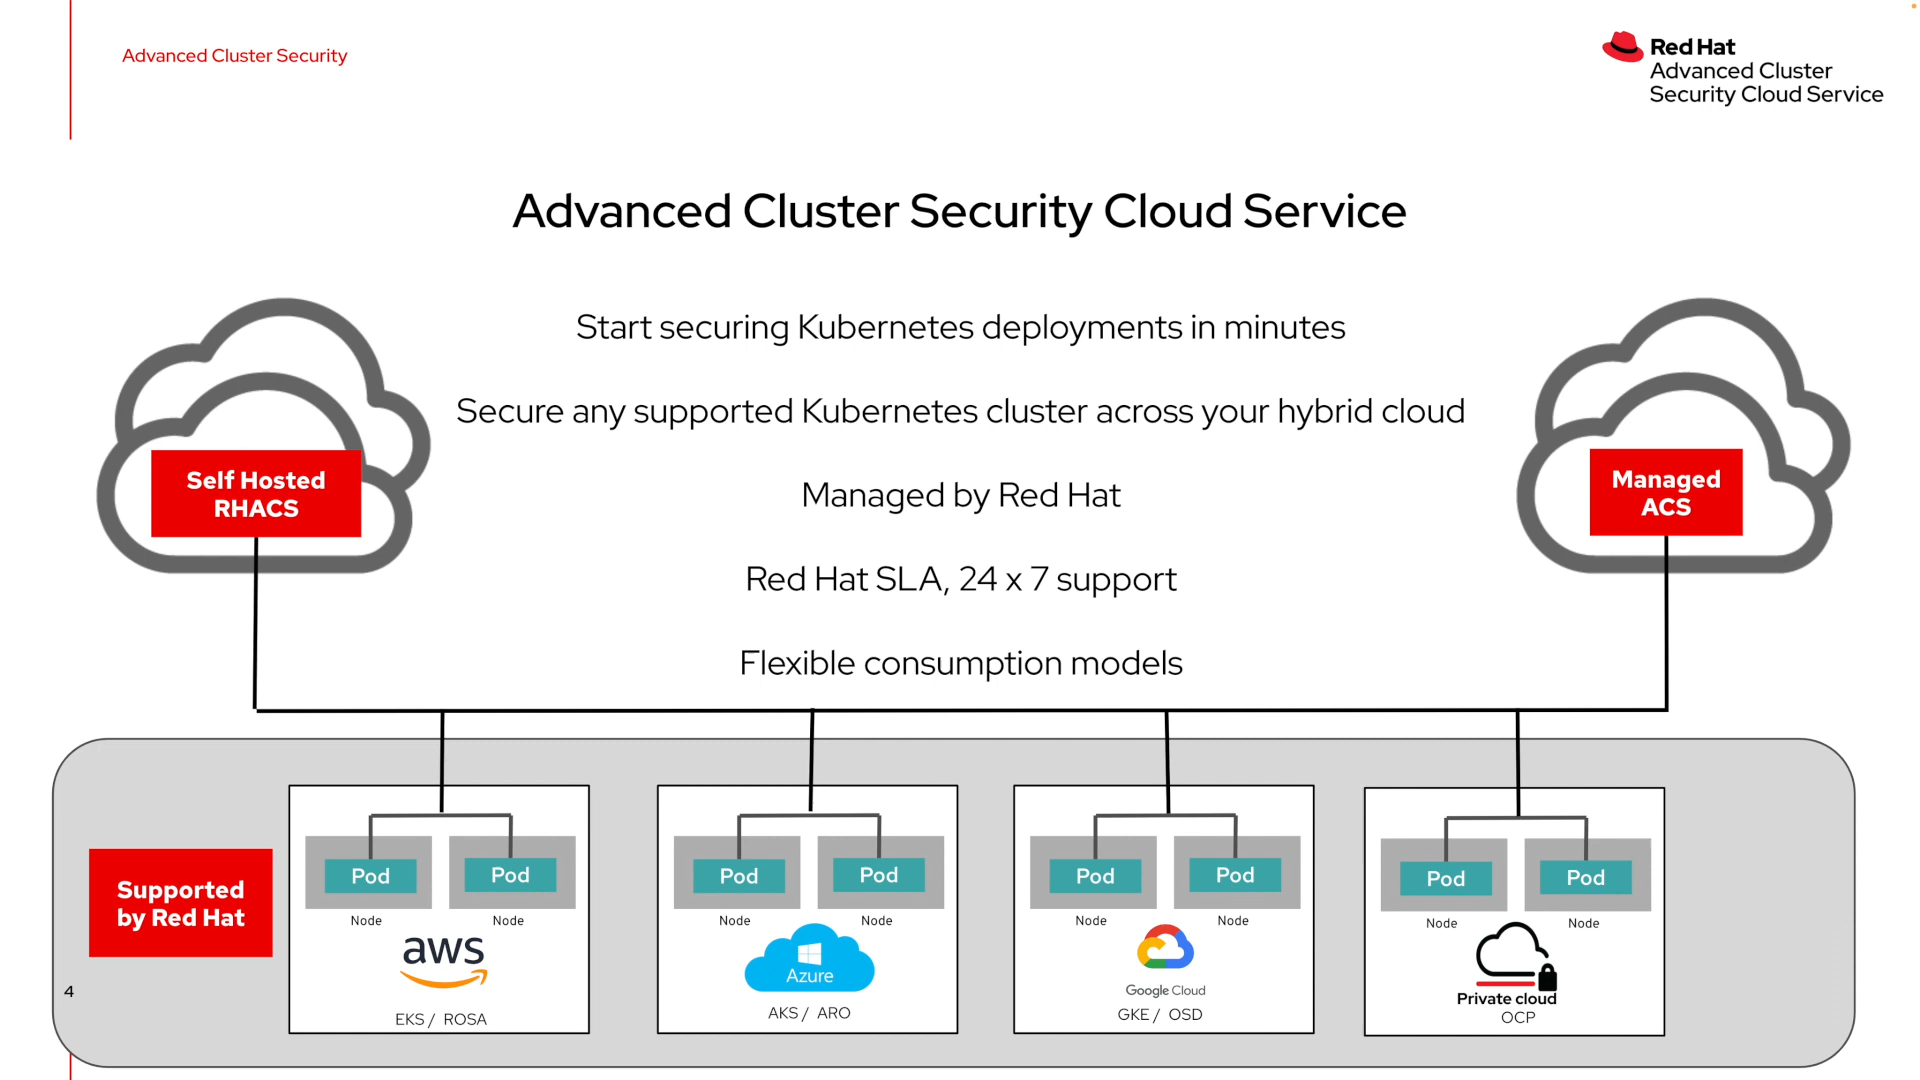 Advanced Cluster Security
Red Hat
Advanced Cluster
Security Cloud Service
Advanced Cluster Security Cloud Service
Start securing Kubernetes deployments in minutes
Secure any supported Kubernetes cluster across your hybrid cloud
Managed by Red Hat
Red Hat SLA, 24 x 7 support
Flexible consumption models
Self Hosted
RHACS
Managed
ACS
Supported
by Red Hat
Pod
Pod
Node
Node
aws
EKS / ROSA
Pod
Pod
Node
Node
Azure
AKS / ARO
Pod
Pod
Node
Node
Google Cloud
GKE / OSD
Pod
Pod
Node
Node
Private cloud
OCP
4